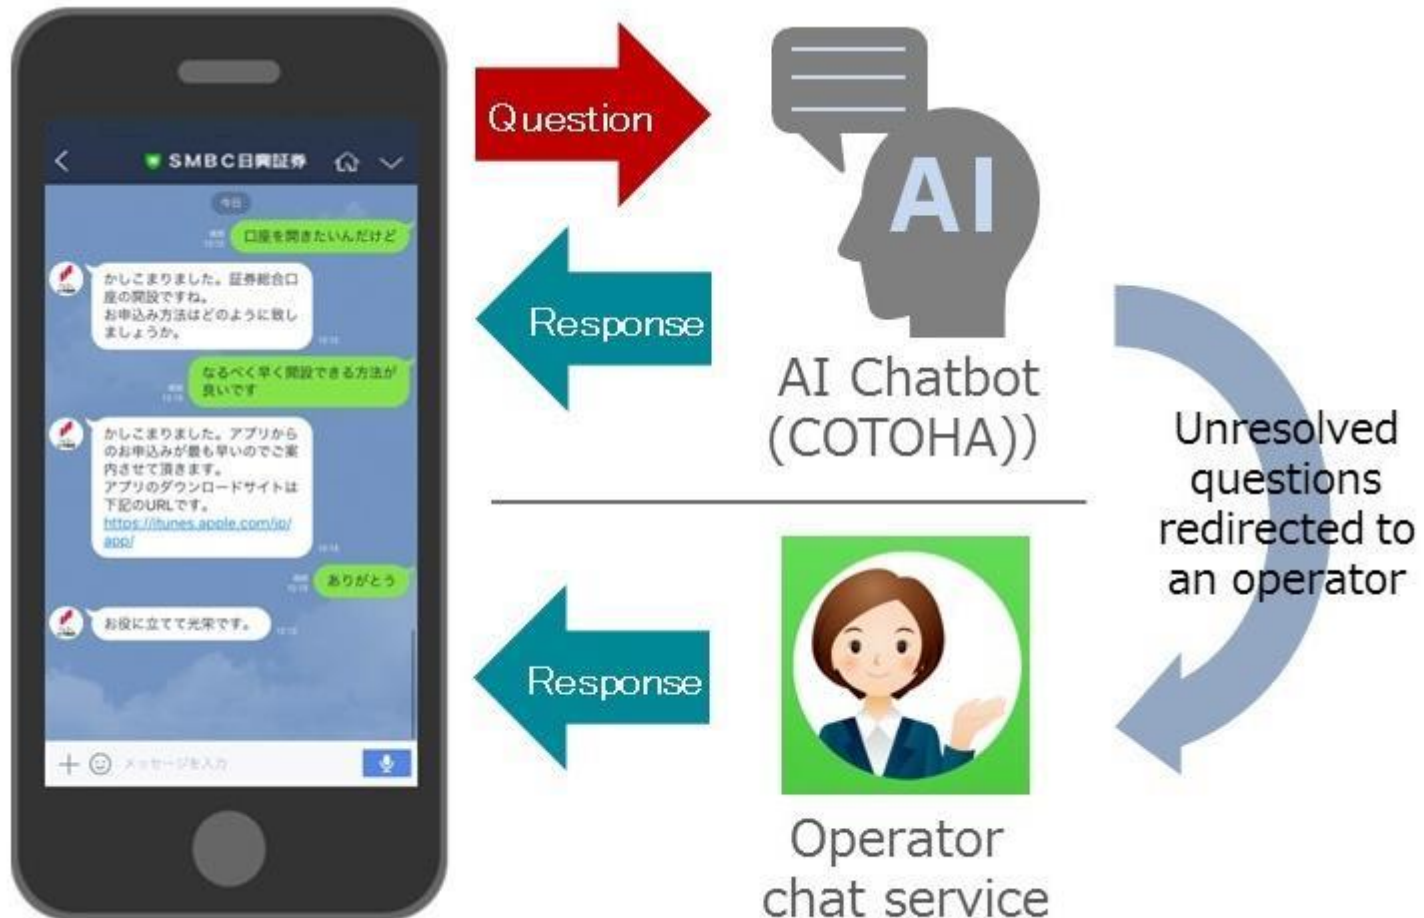 SMBC日興証券
今日
口座を開きたいんだけど
かしこまりました。証券総合口
座の開設ですね。
お申込み方法はどのように致し
ましょうか。
なるべく早く開設できる方法が
良いです
かしこまりました。アプリから
のお申込みが最も早いのでご案
内させて頂きます。
アプリのダウンロードサイトは
下記のURLです。
https://itunes.apple.com/jp/
app/
ありがとう
お役に立てて光栄です。
メッセージを入力
Question
Response
AI
AI Chatbot
(COTOHA))
Unresolved
questions
redirected to
an operator
Response
Operator
chat service